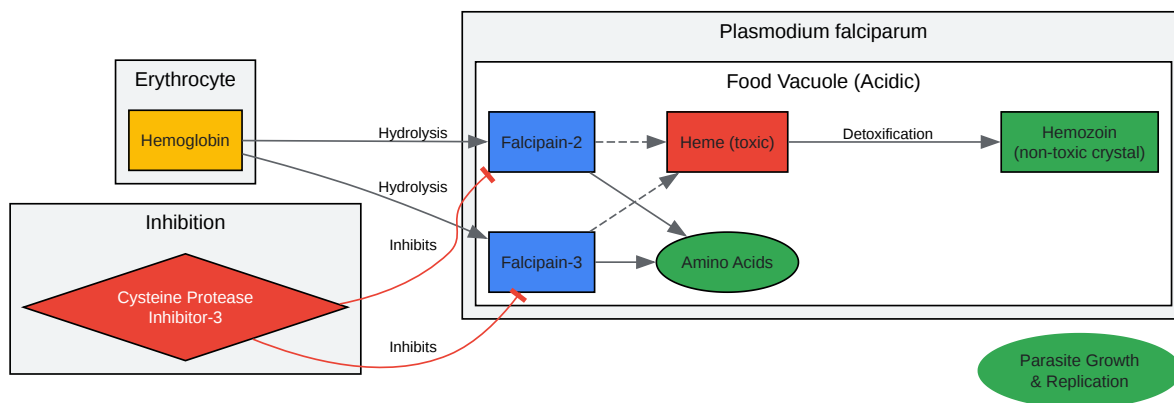 Plasmodium falciparum
Erythrocyte
Food Vacuole (Acidic)
Hemoglobin
Hydrolysis
Falcipain-2
Heme (toxic)
Detoxification
Hemozoin
(non-toxic crystal)
Hydrolysis
Inhibition
Inhibits
Falcipain-3
Amino Acids
Cysteine Protease
Inhibitor-3
Inhibits
Parasite Growth
& Replication